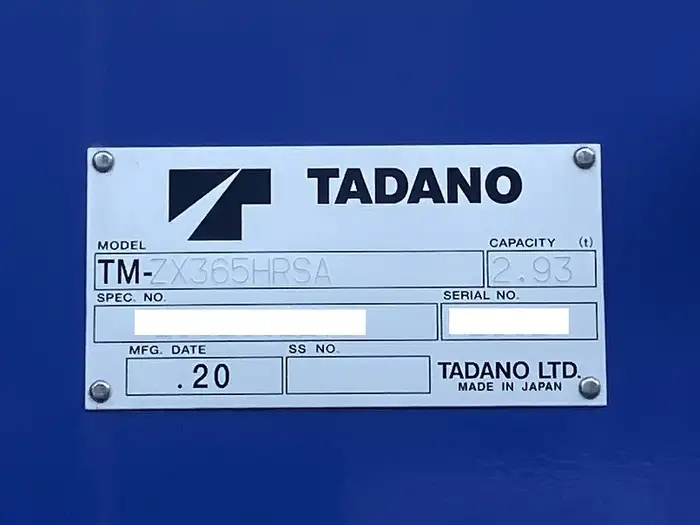 TADANO
MODEL
TM-ZX365HRSA
CAPACITY (t)
2.93
SPEC. NO.
SERIAL NO.
MFG. DATE
.20
SS NO.
TADANO LTD.
MADE IN JAPAN